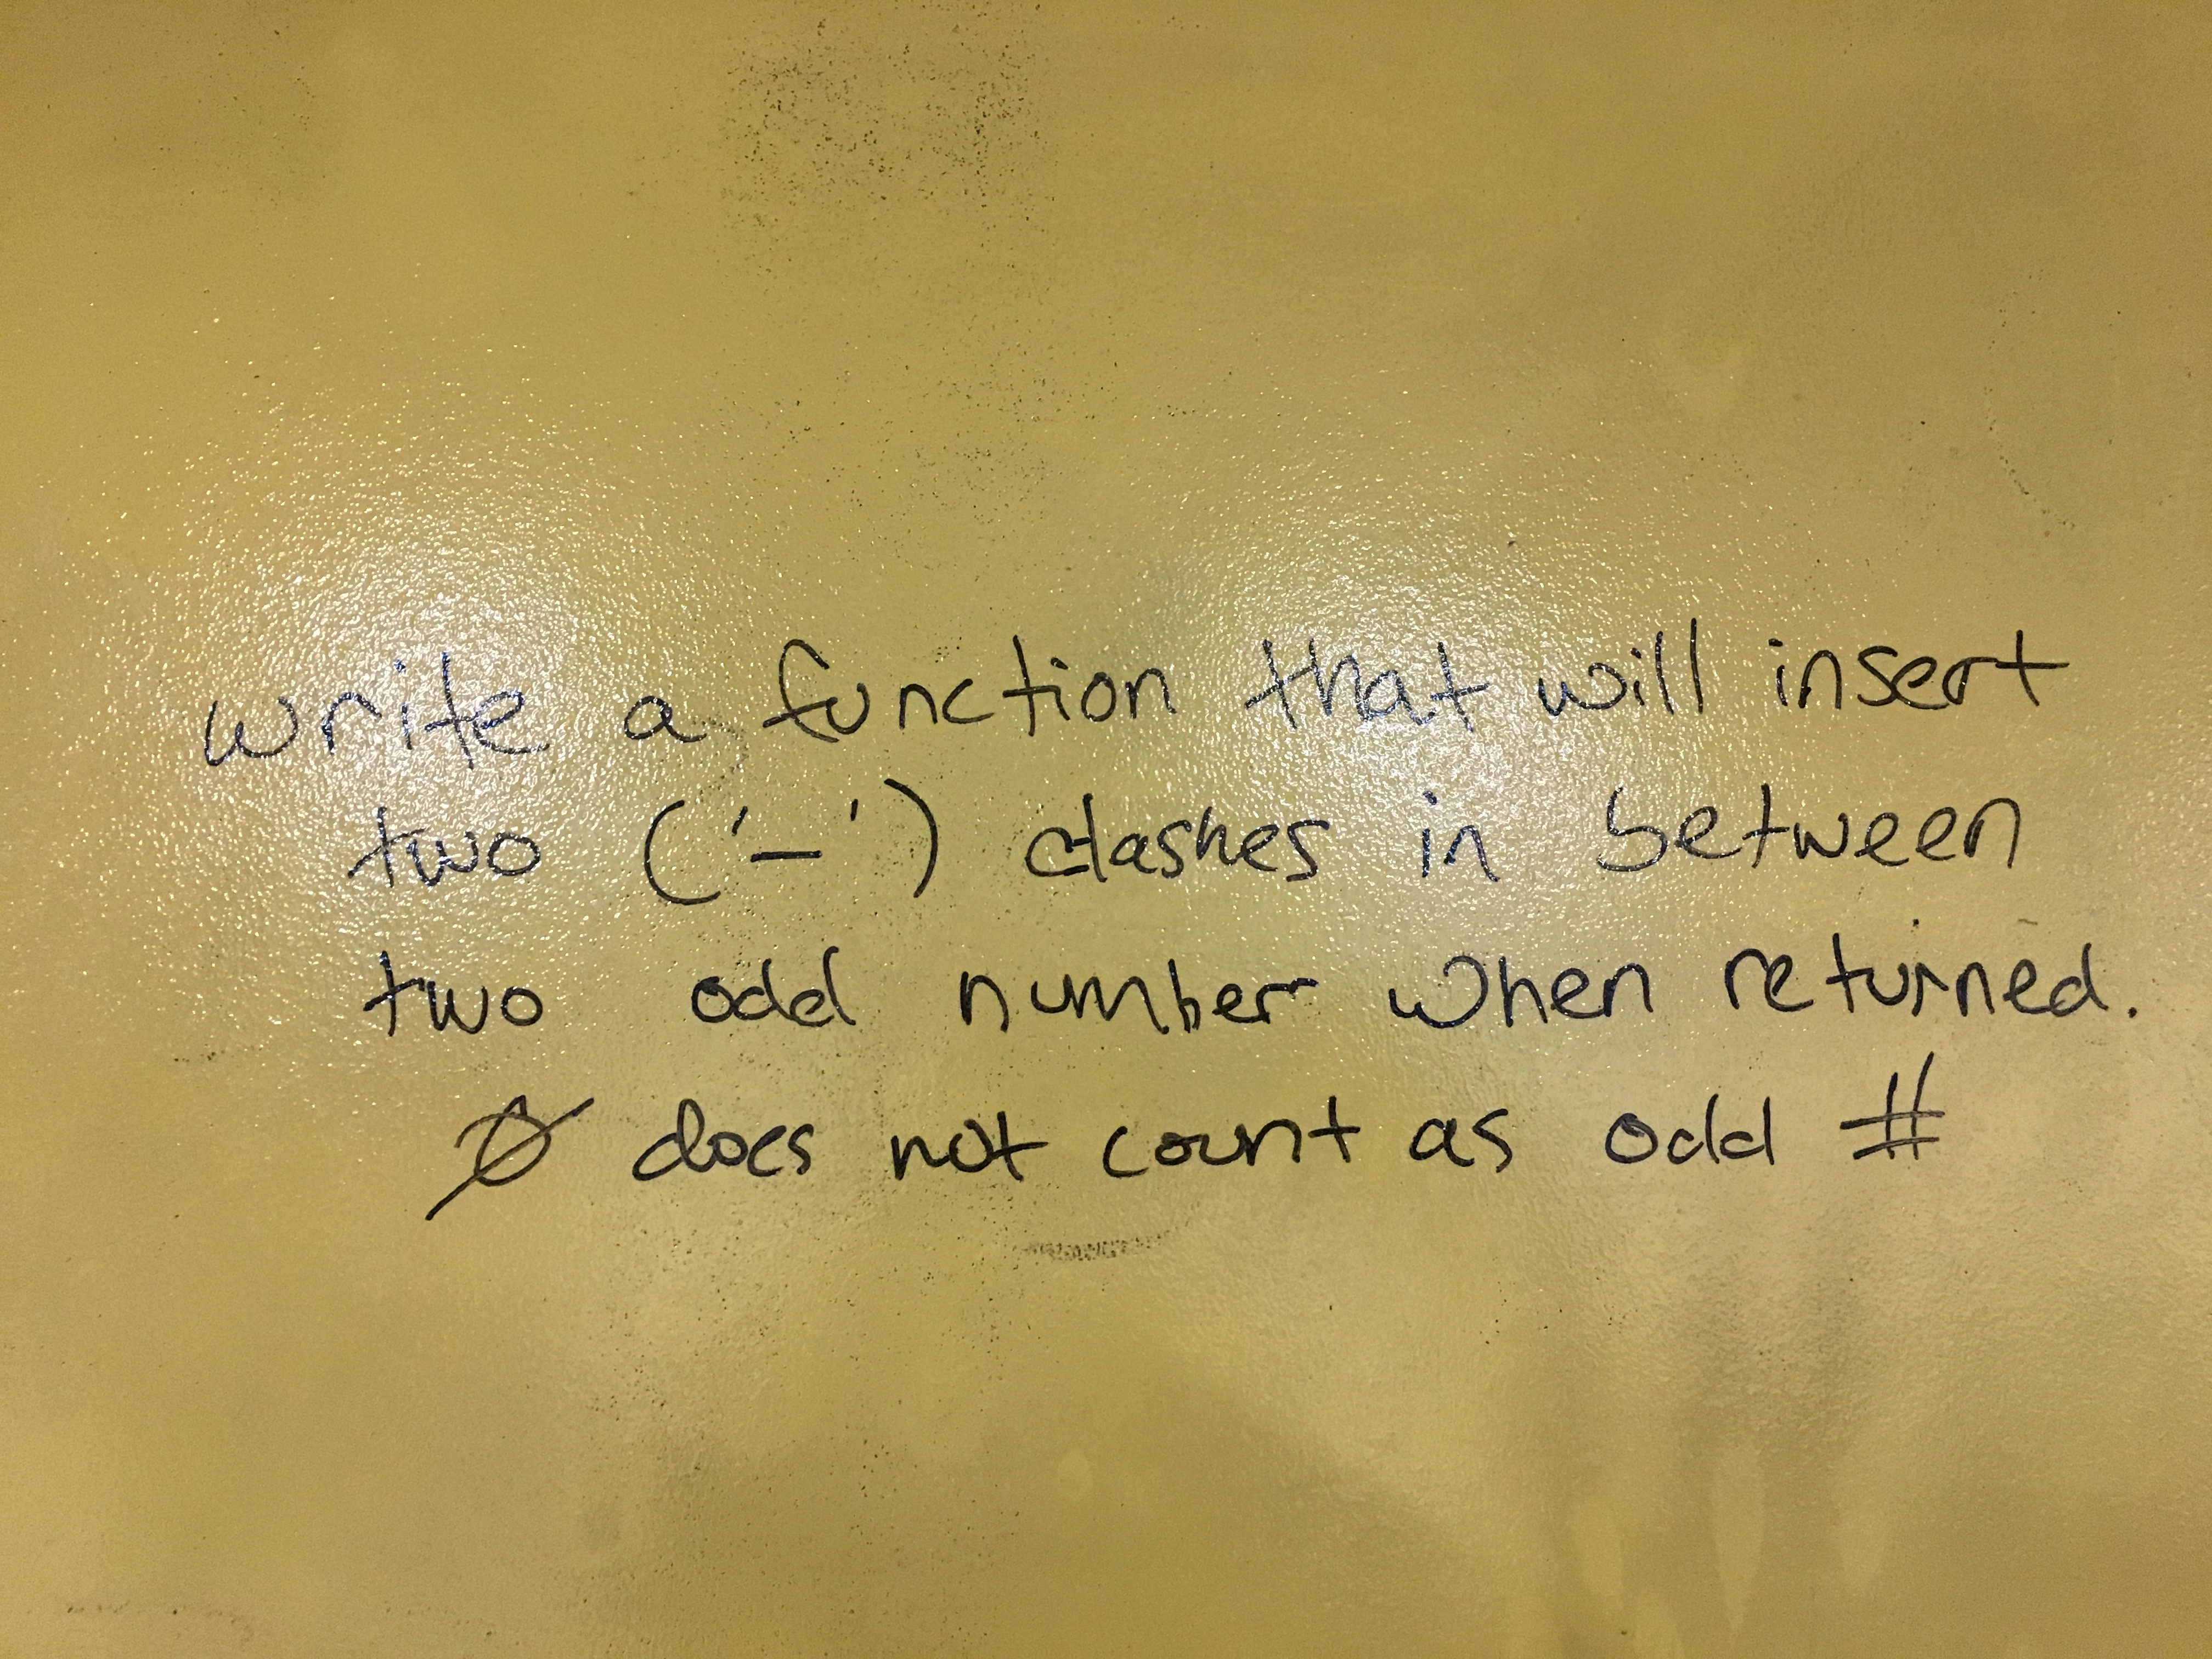 write a function that will insert
two ('-') dashes in between
two odd number when returned.
Ø does not count as odd #